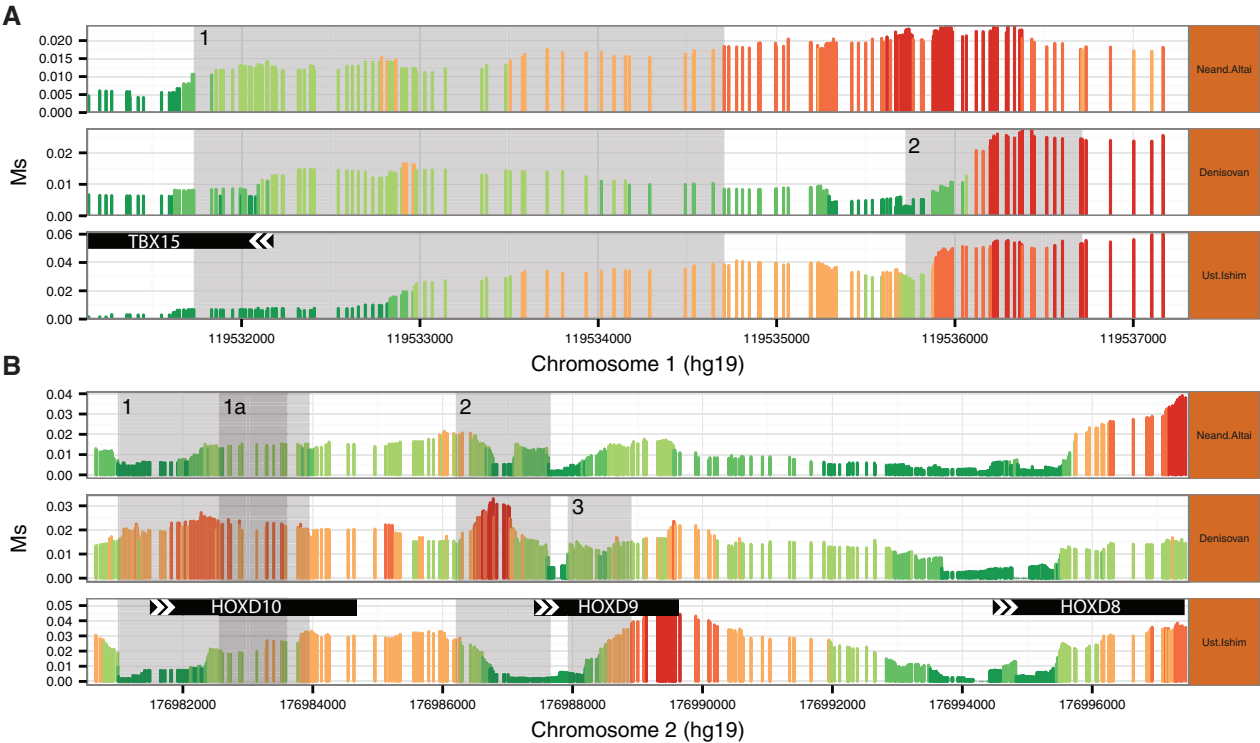 A
1
0.020
0.015
0.010
0.005
0.000
Neand.Altai
2
0.02
0.01
0.00
Denisovan
Ms
TBX15
0.06
0.04
0.02
0.00
Ust.Ishim
119532000 119533000 119534000 119535000 119536000 119537000
Chromosome 1 (hg19)
B
1 1a 2
0.04
0.03
0.02
0.01
0.00
Neand.Altai
3
0.03
0.02
0.01
0.00
Denisovan
Ms
HOXD10 HOXD9 HOXD8
0.05
0.04
0.03
0.02
0.01
0.00
Ust.Ishim
176982000 176984000 176986000 176988000 176990000 176992000 176994000 176996000
Chromosome 2 (hg19)